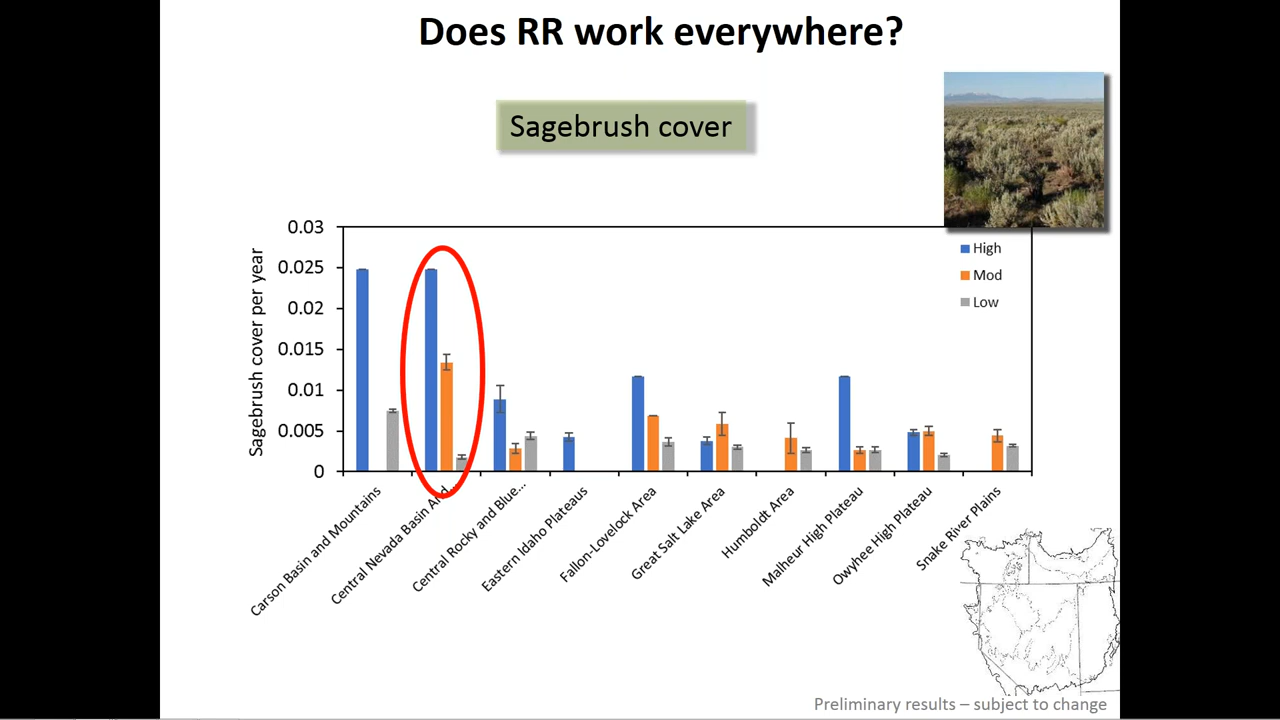 Does RR work everywhere?
Sagebrush cover
0.03
0.025
0.02
0.015
0.01
0.005
0
Sagebrush cover per year
High
Mod
Low
Carson Basin and Mountains
Central Nevada Basin And...
Central Rocky and Blue...
Eastern Idaho Plateaus
Fallon-Lovelock Area
Great Salt Lake Area
Humboldt Area
Malheur High Plateau
Owyhee High Plateau
Snake River Plains
Preliminary results – subject to change